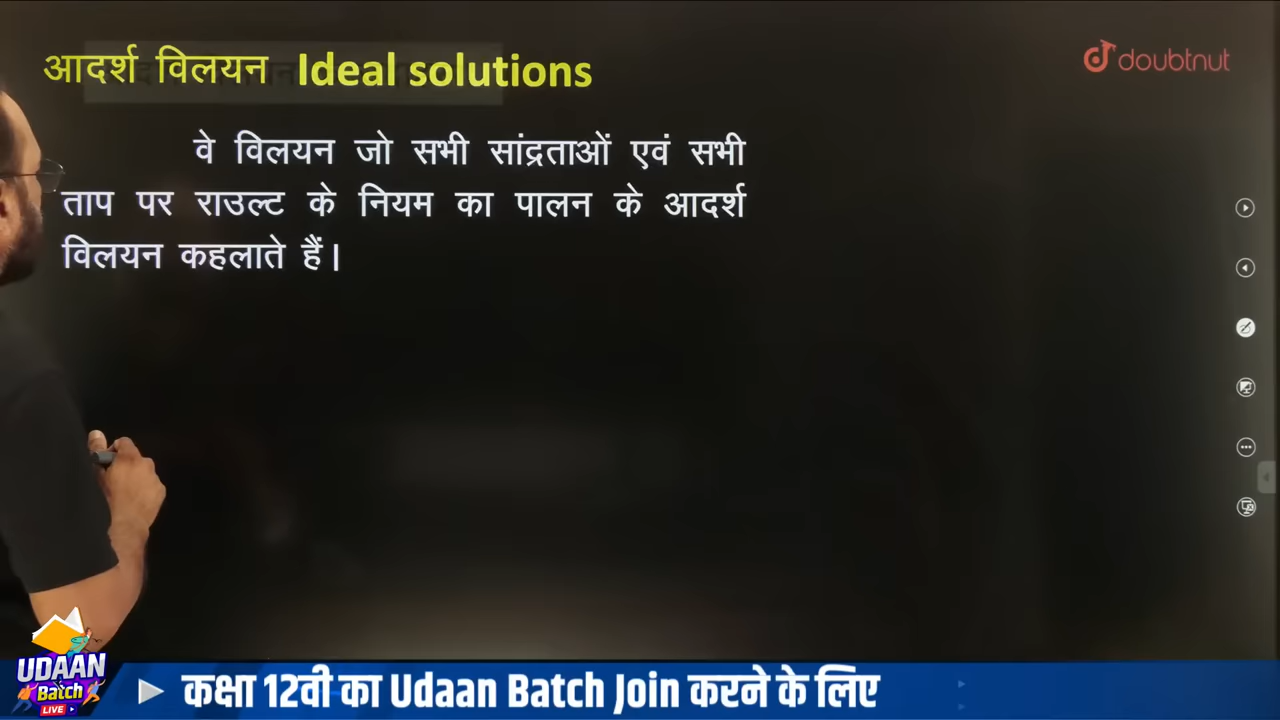 आदर्श विलयन Ideal solutions
doubtnut
वे विलयन जो सभी सांद्रताओं एवं सभी
ताप पर राउल्ट के नियम का पालन के आदर्श
विलयन कहलाते हैं।
UDAAN
Batch
LIVE
कक्षा 12वी का Udaan Batch Join करने के लिए